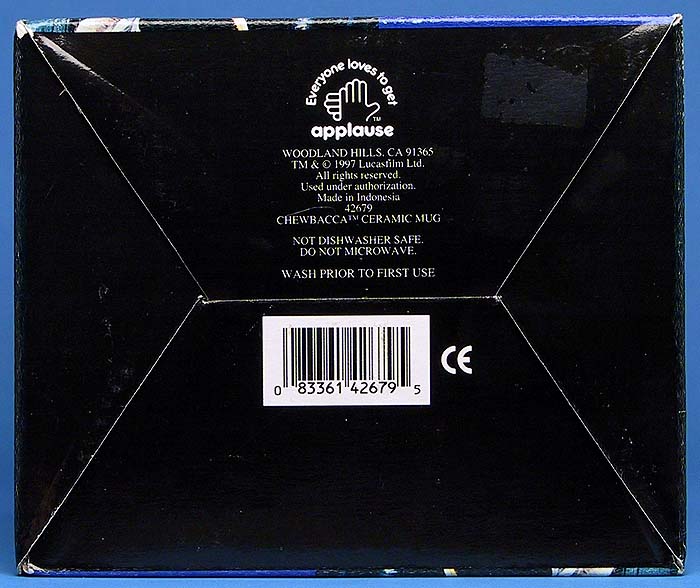 Everyone loves to get
TM
applause
WOODLAND HILLS, CA 91365
TM & © 1997 Lucasfilm Ltd.
All rights reserved.
Used under authorization.
Made in Indonesia
42679
CHEWBACCA™ CERAMIC MUG
NOT DISHWASHER SAFE.
DO NOT MICROWAVE.
WASH PRIOR TO FIRST USE
CE
0 83361 42679 5